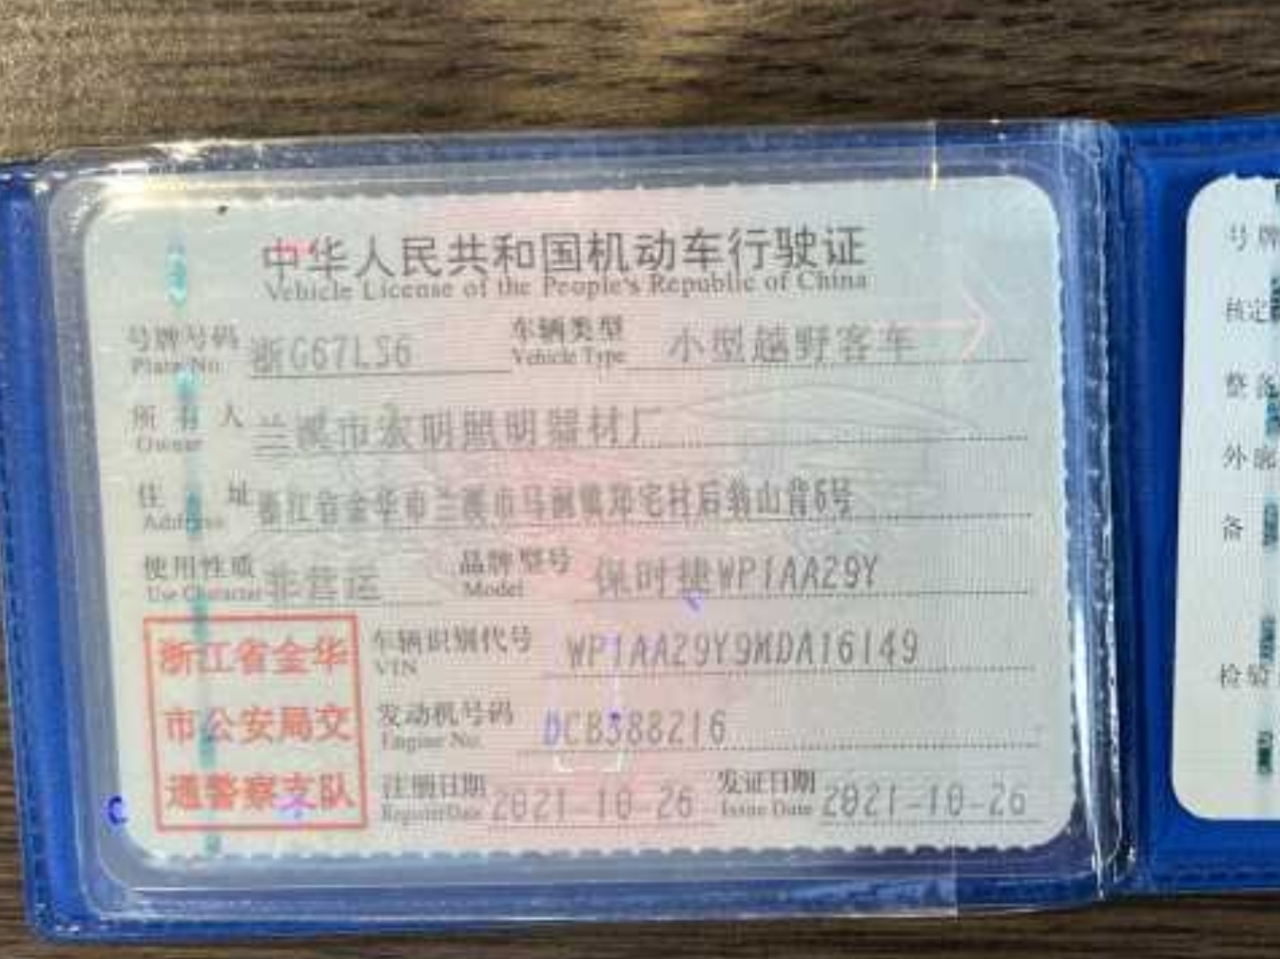 中华人民共和国机动车行驶证
Vehicle License of the People's Republic of China
号牌号码 浙G67LS6 车辆类型 小型越野客车
Plate No. Vehicle Type
所有人 兰溪市宏明照明器材厂
Owner
住址 浙江省金华市兰溪市马涧镇郑宅村后翁山背6号
Address
使用性质 非营运 品牌型号 保时捷WP1AA29Y
Use Character Model
浙江省金华
市公安局交
通警察支队
车辆识别代号 WP1AA29Y9MDA16149
VIN
发动机号码 DCB388216
Engine No.
注册日期 2021-10-26 发证日期 2021-10-26
Register Date Issue Date
号牌
核定
整备
外廓
备
检验